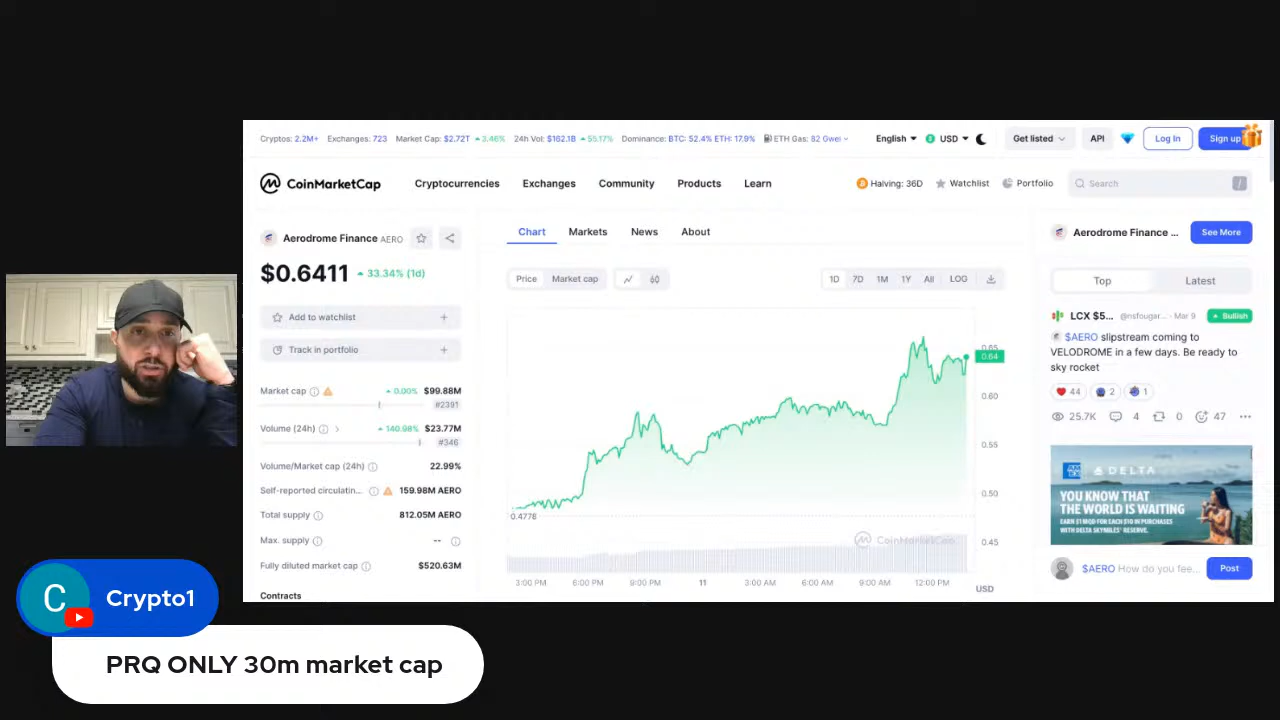 Cryptos: 2.2M+ Exchanges: 723 Market Cap: $2.72T 3.46% 24h Vol: $162.1B 55.17% Dominance: BTC: 52.4% ETH: 17.9% ETH Gas: 82 Gwei English USD Get listed API Log In Sign up
CoinMarketCap Cryptocurrencies Exchanges Community Products Learn Halving: 36D Watchlist Portfolio Search /
Aerodrome Finance AERO
$0.6411 33.34% (1d)
Add to watchlist +
Track in portfolio +
Market cap 0.00% $99.88M
#2391
Volume (24h) 140.98% $23.77M
#346
Volume/Market cap (24h) 22.99%
Self-reported circulatin... 159.98M AERO
Total supply 812.05M AERO
Max. supply --
Fully diluted market cap $520.63M
Contracts
Chart Markets News About
Price Market cap 1D 7D 1M 1Y All LOG
0.65
0.64
0.60
0.55
0.50
0.4778
0.45
CoinMarketCap
3:00 PM 6:00 PM 9:00 PM 11 3:00 AM 6:00 AM 9:00 AM 12:00 PM
USD
Aerodrome Finance ... See More
Top Latest
LCX $5... @nsfougar... · Mar 9 Bullish
$AERO slipstream coming to
VELODROME in a few days. Be ready to
sky rocket
44 2 1
25.7K 4 0 47 ...
DELTA
YOU KNOW THAT
THE WORLD IS WAITING
$AERO How do you fee... Post
C Crypto1
PRQ ONLY 30m market cap